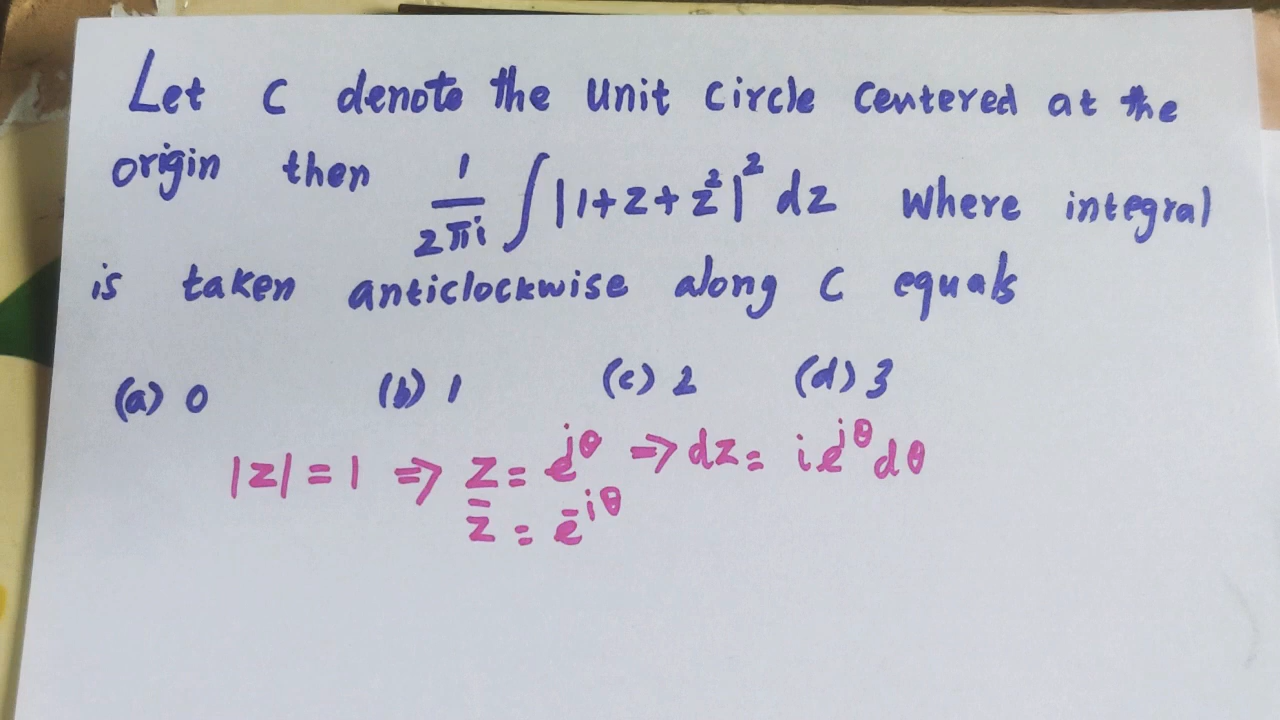 Let C denote the unit circle centered at the
origin then 1/2πi ∫|1+z+z²|² dz where integral
is taken anticlockwise along C equals
(a) 0 (b) 1 (c) 2 (d) 3
|z| = 1 ⇒ z = e^iθ ⇒ dz = ie^iθ dθ
z̄ = e^-iθ